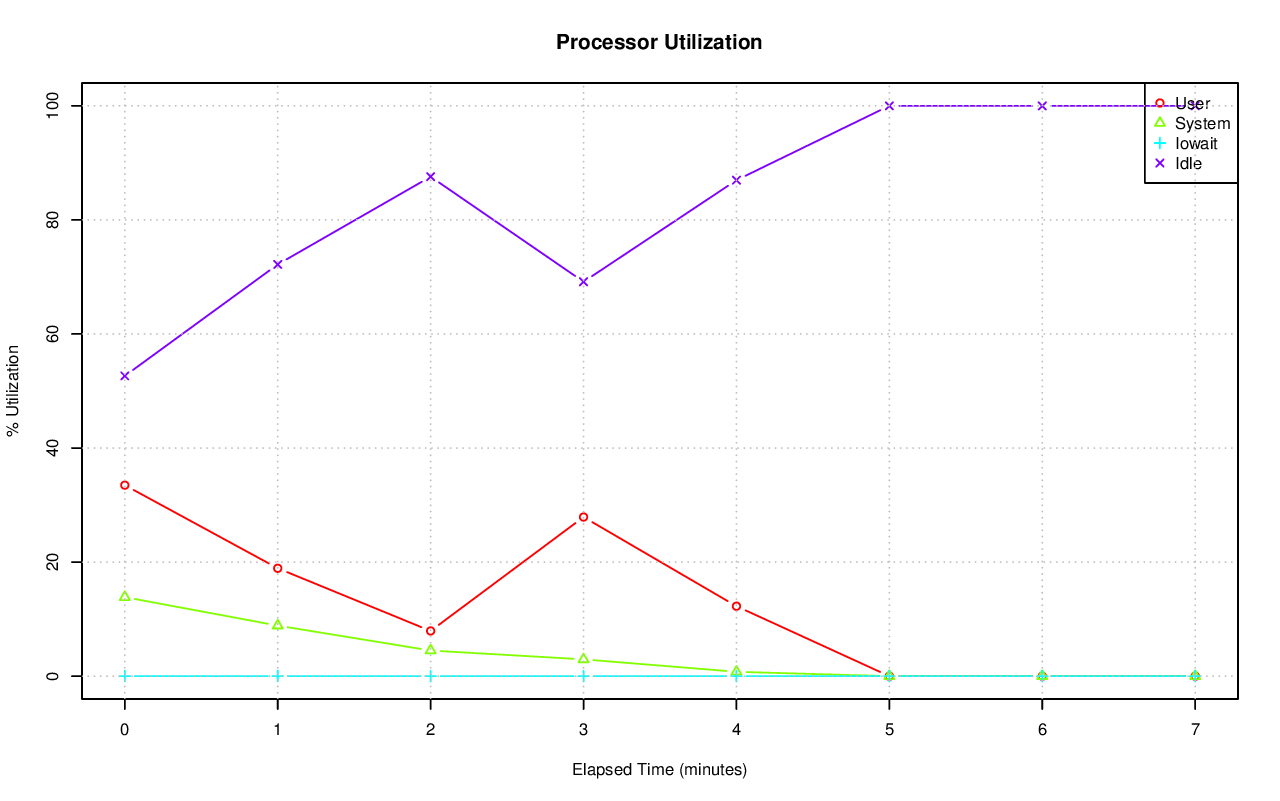 Processor Utilization
% Utilization
100
80
60
40
20
0
User
System
Iowait
Idle
0 1 2 3 4 5 6 7
Elapsed Time (minutes)